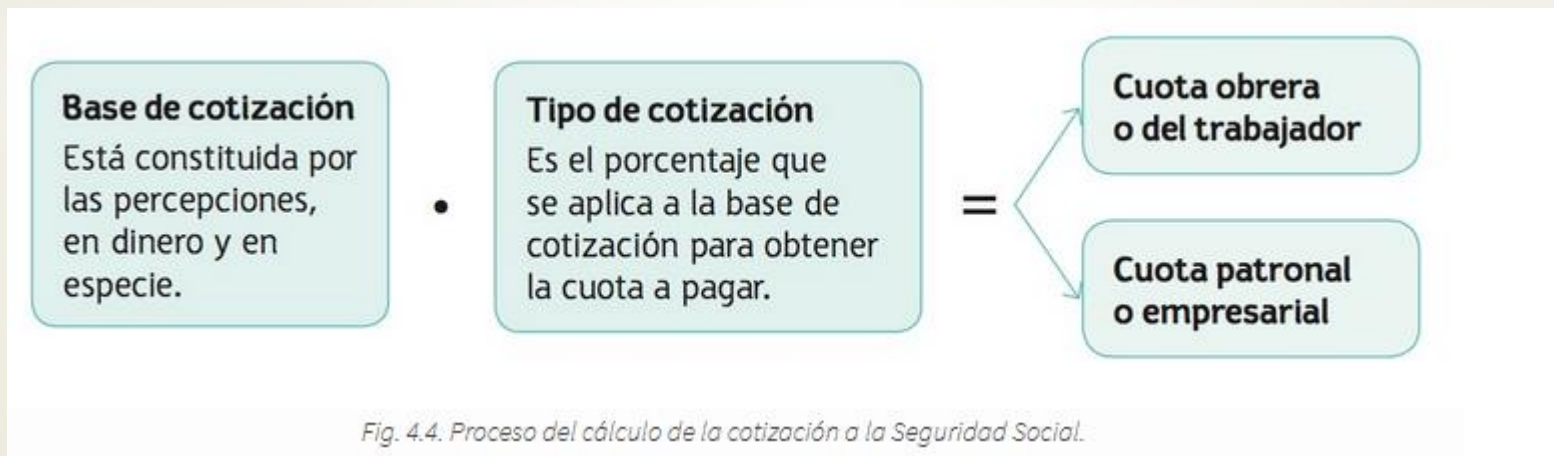 Base de cotización
Está constituida por
las percepciones,
en dinero y en
especie.
•
Tipo de cotización
Es el porcentaje que
se aplica a la base de
cotización para obtener
la cuota a pagar.
=
Cuota obrera
o del trabajador
Cuota patronal
o empresarial
Fig. 4.4. Proceso del cálculo de la cotización a la Seguridad Social.